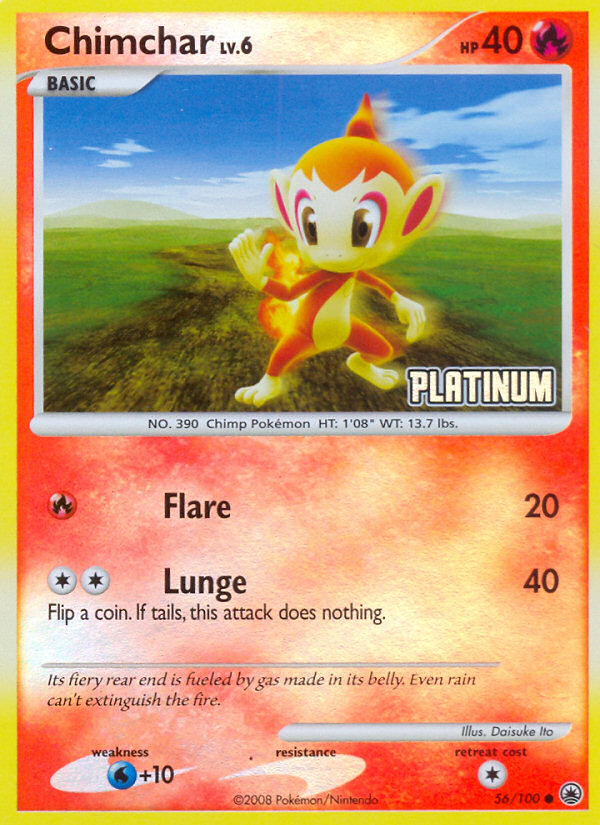 Chimchar LV.6
HP 40
BASIC
PLATINUM
NO. 390 Chimp Pokémon HT: 1'08" WT: 13.7 lbs.
Flare 20
Lunge 40
Flip a coin. If tails, this attack does nothing.
Its fiery rear end is fueled by gas made in its belly. Even rain
can't extinguish the fire.
Illus. Daisuke Ito
weakness resistance retreat cost
+10
©2008 Pokémon/Nintendo 56/100